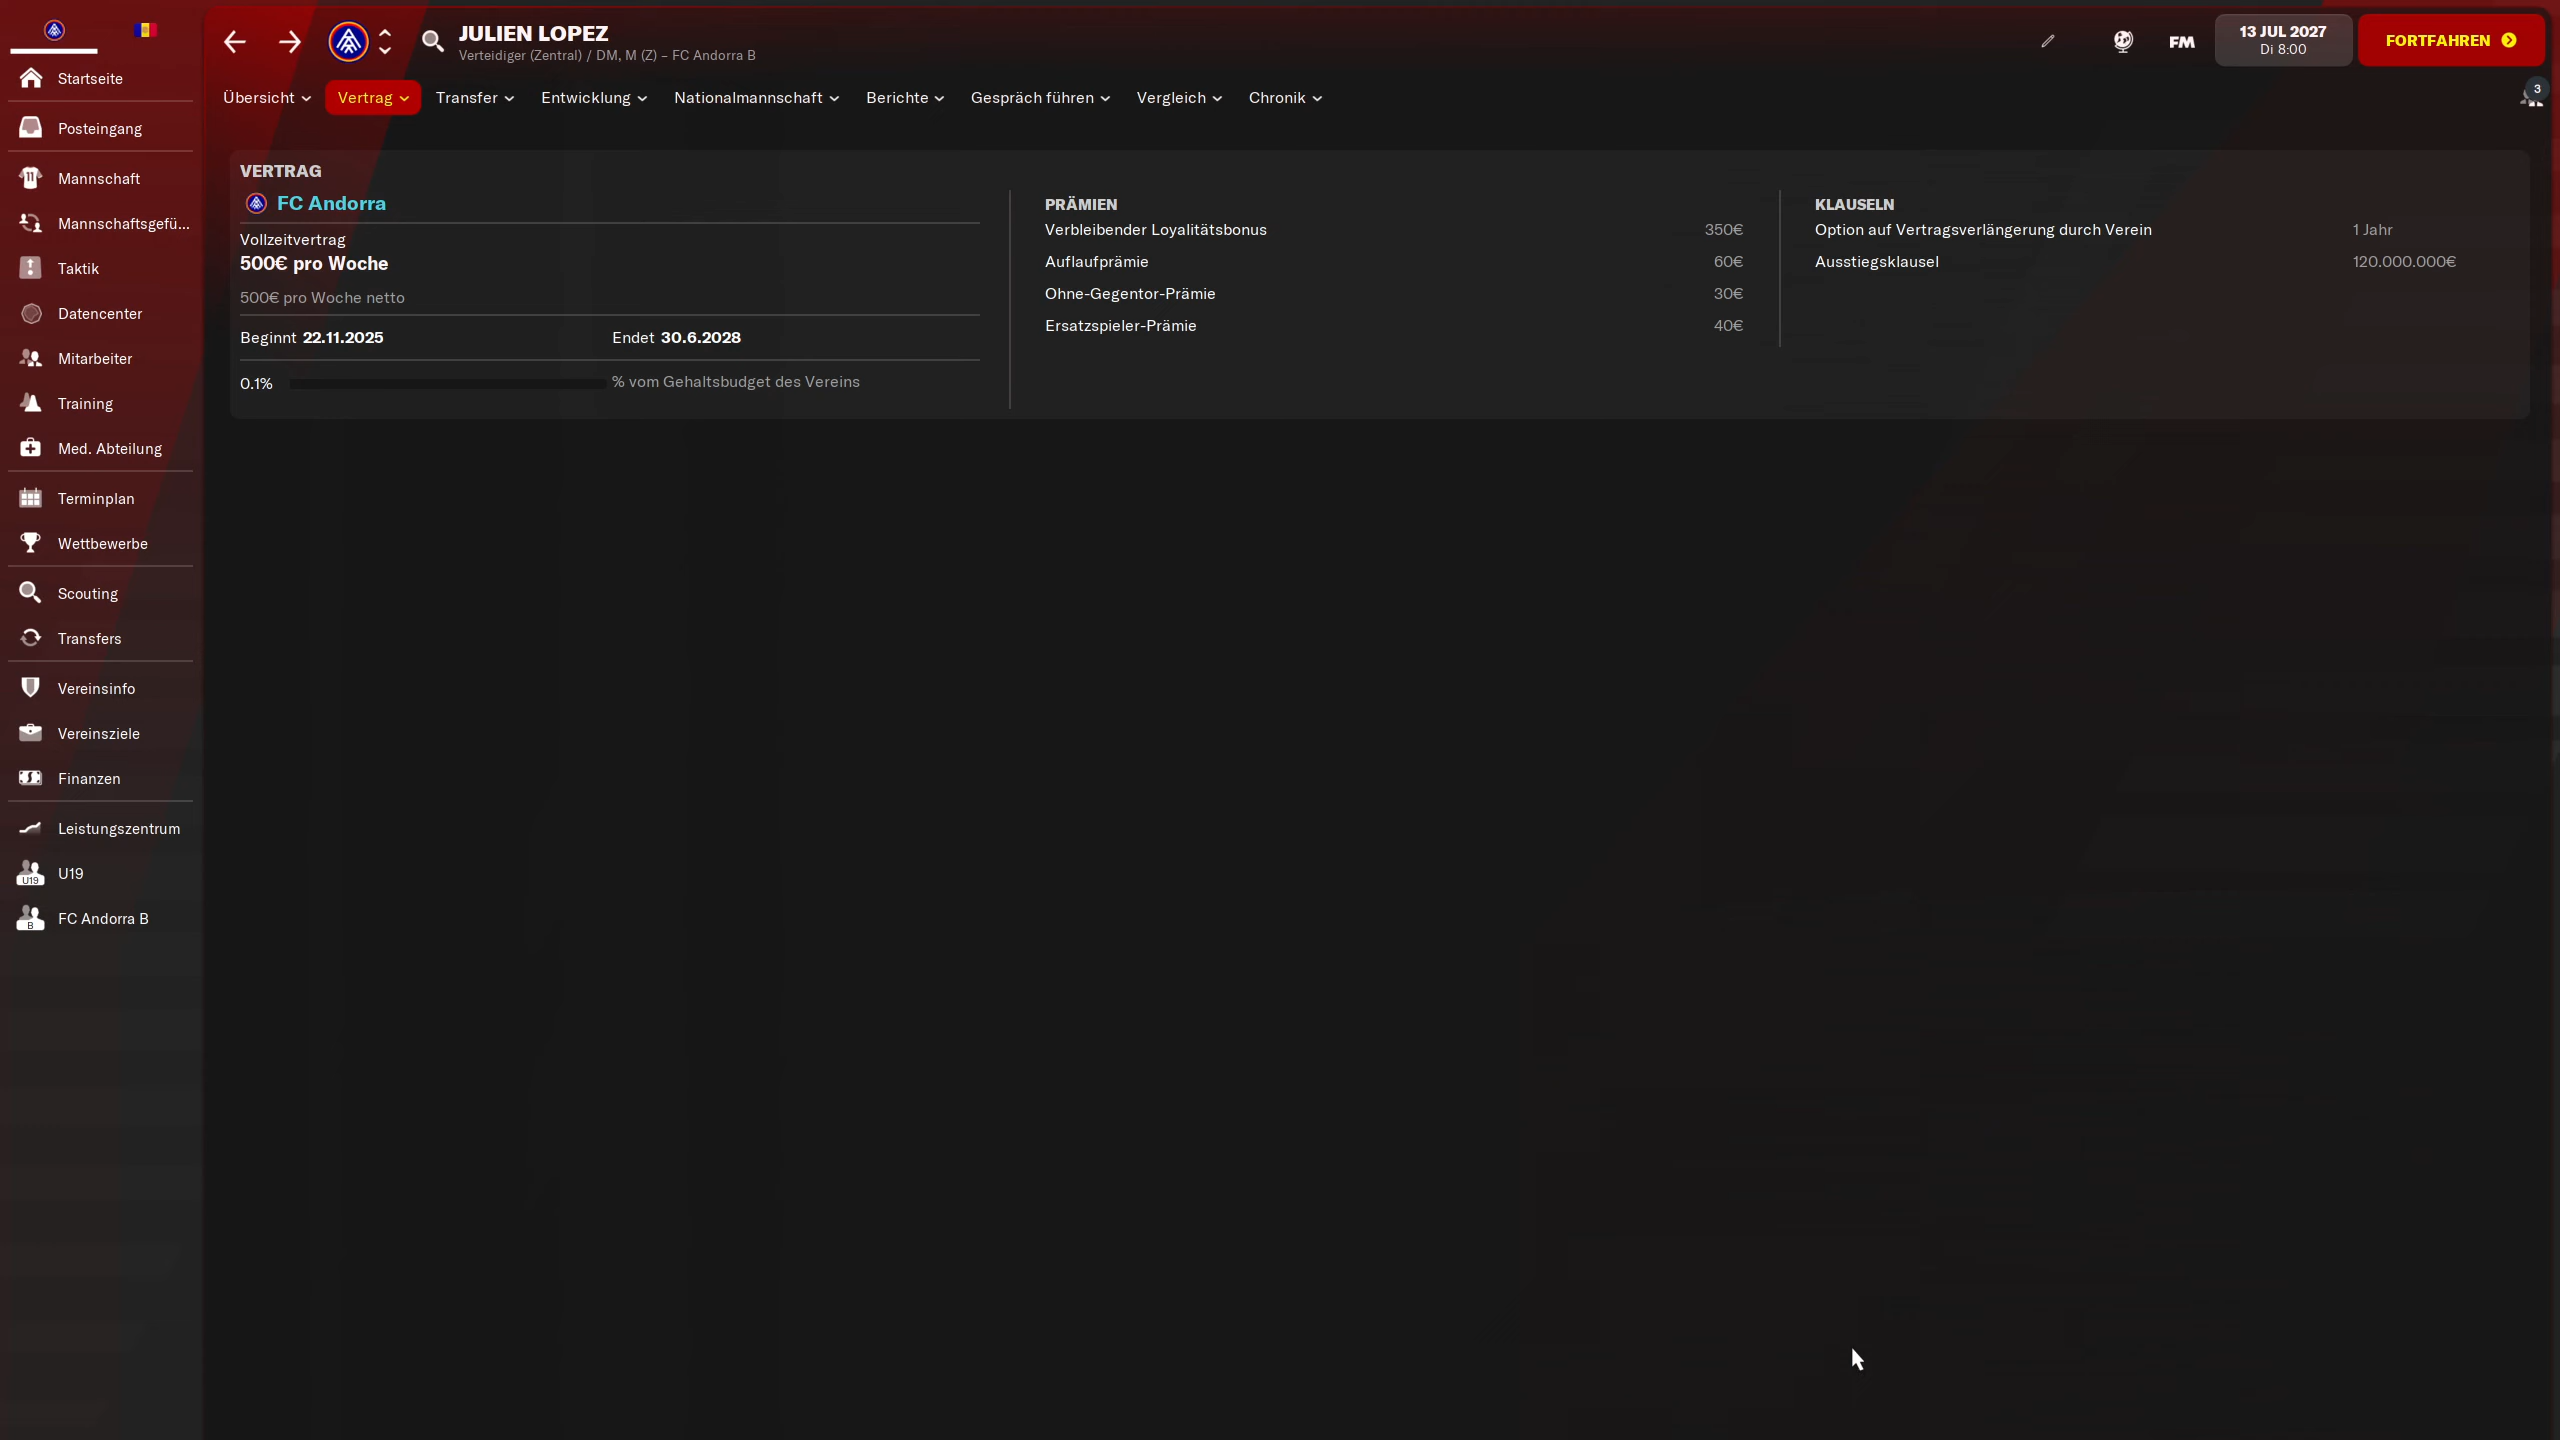 JULIEN LOPEZ
Verteidiger (Zentral) / DM, M (Z) – FC Andorra B
FM
13 JUL 2027
Di 8:00
FORTFAHREN
Übersicht
Vertrag
Transfer
Entwicklung
Nationalmannschaft
Berichte
Gespräch führen
Vergleich
Chronik
3
Startseite
Posteingang
Mannschaft
Mannschaftsgefü...
Taktik
Datencenter
Mitarbeiter
Training
Med. Abteilung
Terminplan
Wettbewerbe
Scouting
Transfers
Vereinsinfo
Vereinsziele
Finanzen
Leistungszentrum
U19
U19
B
FC Andorra B
VERTRAG
FC Andorra
Vollzeitvertrag
500€ pro Woche
500€ pro Woche netto
Beginnt 22.11.2025
Endet 30.6.2028
0.1%
% vom Gehaltsbudget des Vereins
PRÄMIEN
Verbleibender Loyalitätsbonus 350€
Auflaufprämie 60€
Ohne-Gegentor-Prämie 30€
Ersatzspieler-Prämie 40€
KLAUSELN
Option auf Vertragsverlängerung durch Verein 1 Jahr
Ausstiegsklausel 120.000.000€